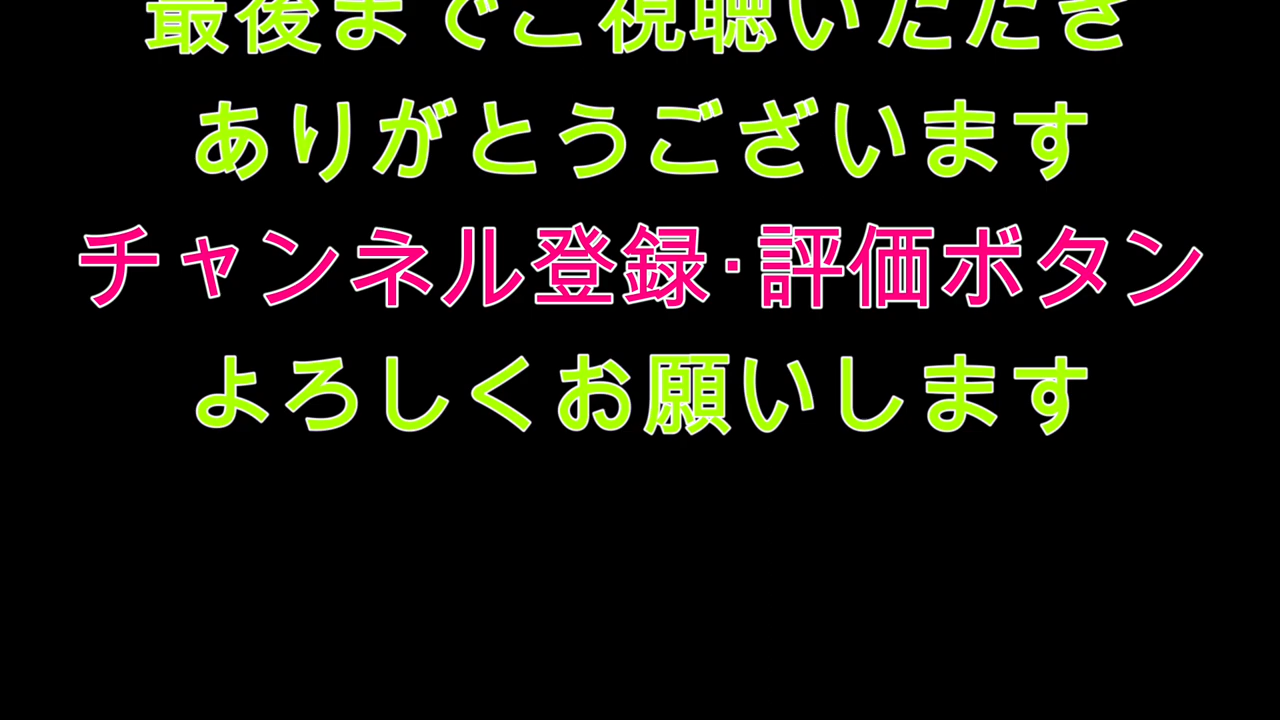 最後までご視聴いただき
ありがとうございます
チャンネル登録･評価ボタン
よろしくお願いします